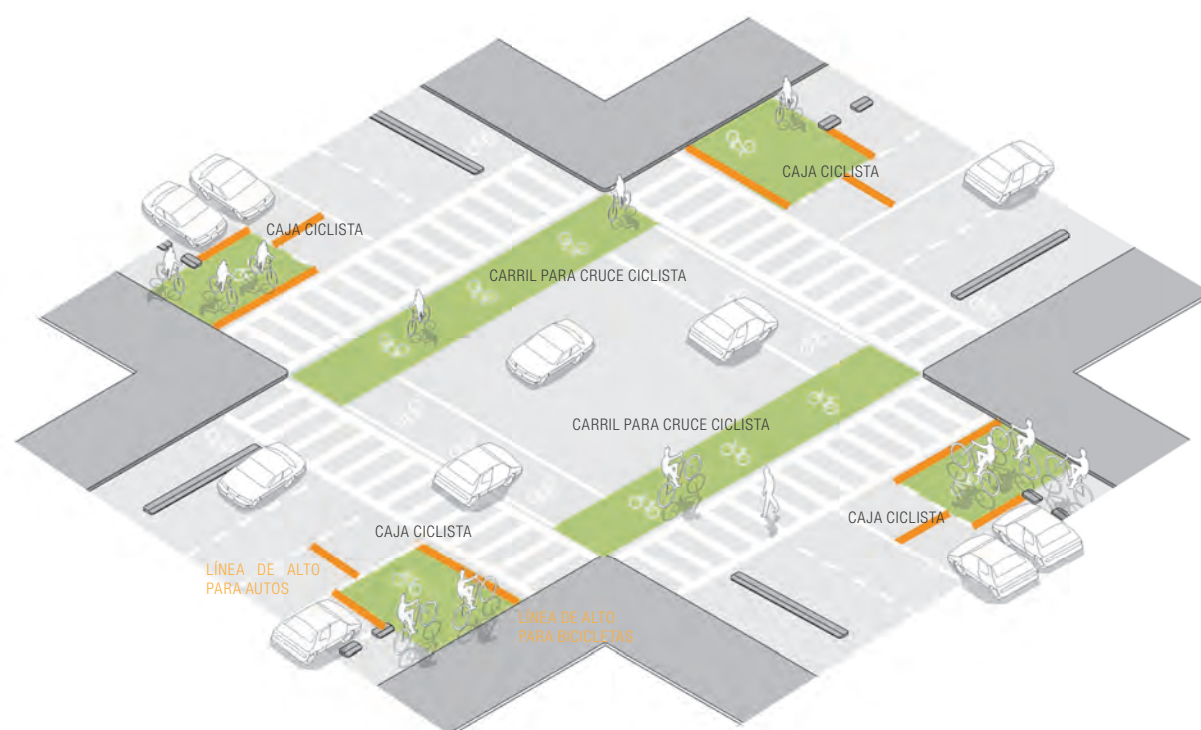 CAJA CICLISTA
CAJA CICLISTA
CARRIL PARA CRUCE CICLISTA
CARRIL PARA CRUCE CICLISTA
CAJA CICLISTA
CAJA CICLISTA
LÍNEA DE ALTO
PARA AUTOS
LÍNEA DE ALTO
PARA BICICLETAS